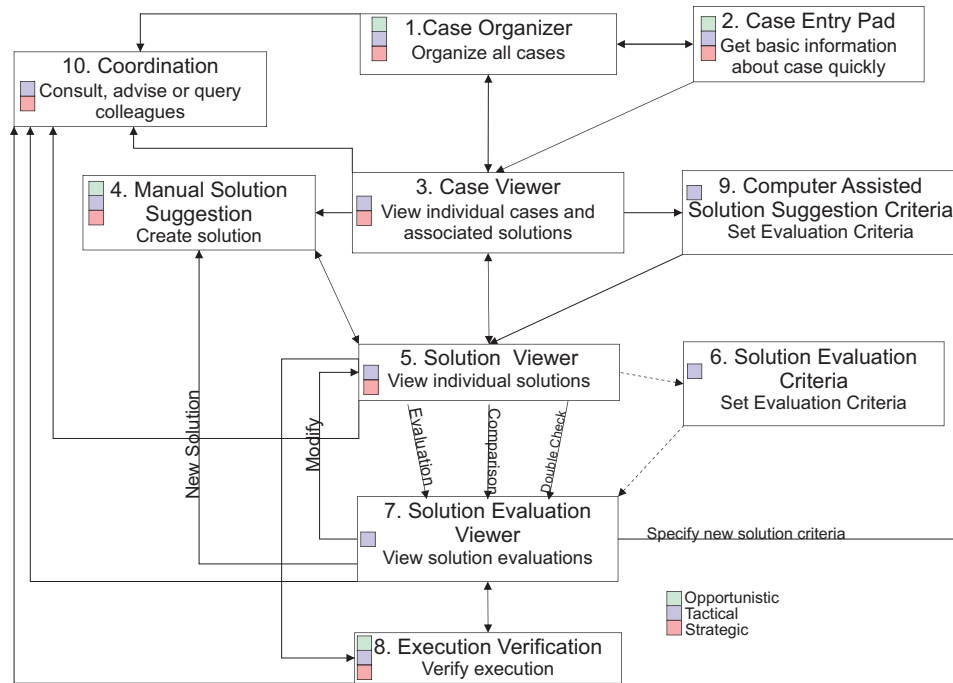 1.Case Organizer
Organize all cases
2. Case Entry Pad
Get basic information
about case quickly
10. Coordination
Consult, advise or query
colleagues
4. Manual Solution
Suggestion
Create solution
3. Case Viewer
View individual cases and
associated solutions
9. Computer Assisted
Solution Suggestion Criteria
Set Evaluation Criteria
5. Solution Viewer
View individual solutions
6. Solution Evaluation
Criteria
Set Evaluation Criteria
New Solution
Modify
Evaluation
Comparison
Double Check
7. Solution Evaluation
Viewer
View solution evaluations
Specify new solution criteria
8. Execution Verification
Verify execution
Opportunistic
Tactical
Strategic